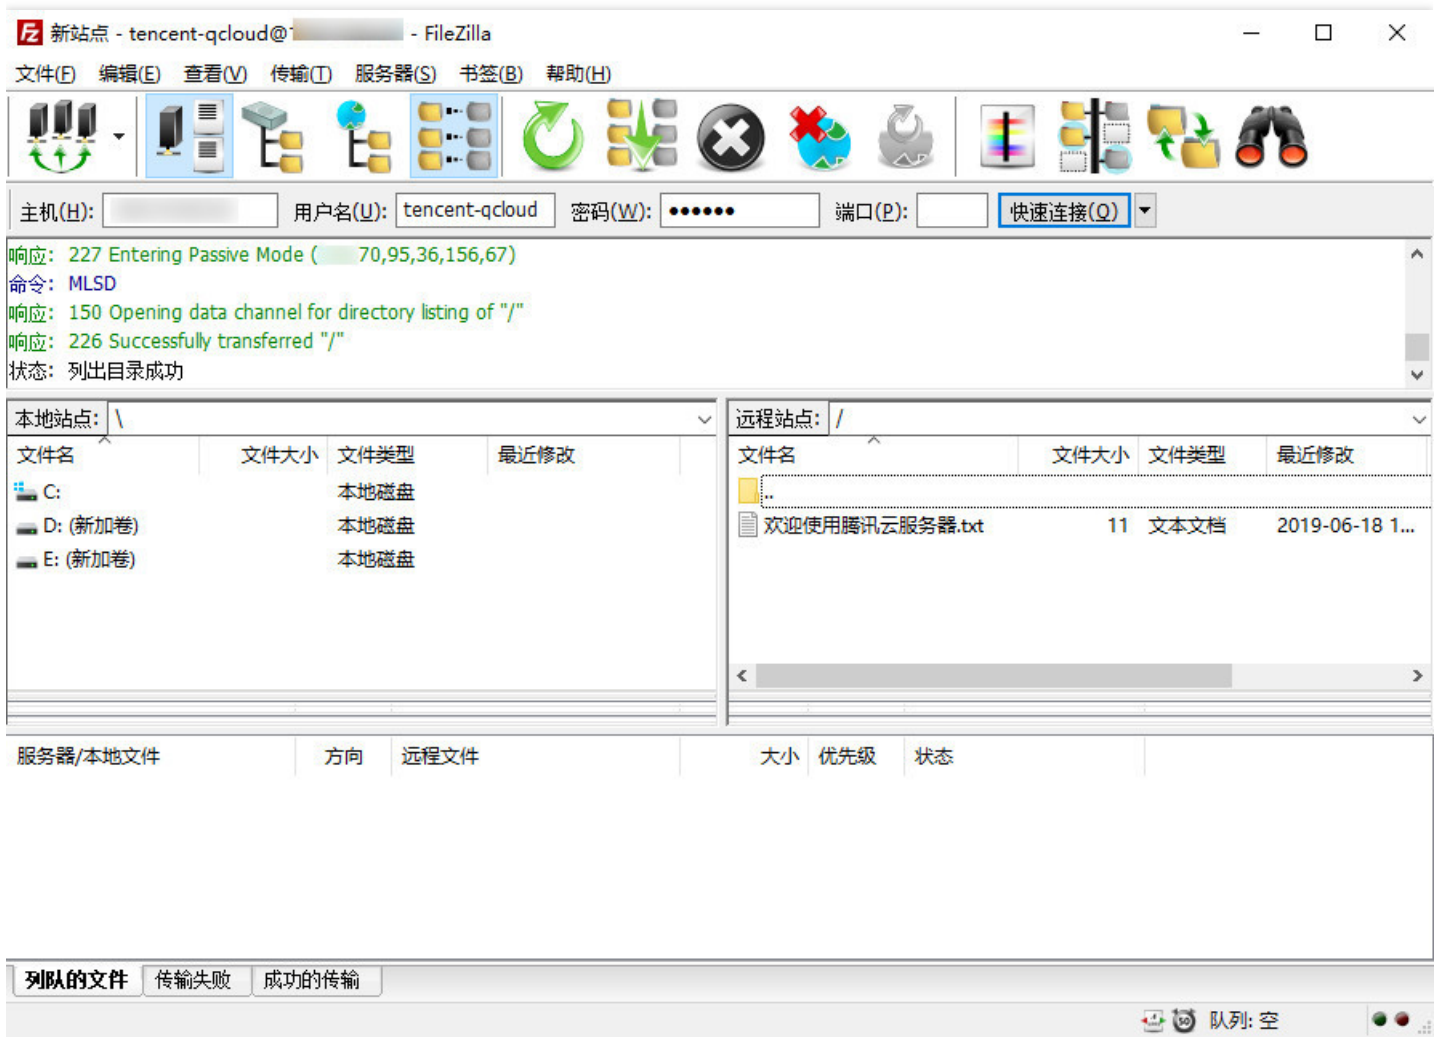 新站点 - tencent-qcloud@ - FileZilla
文件(F) 编辑(E) 查看(V) 传输(T) 服务器(S) 书签(B) 帮助(H)
主机(H): 用户名(U): tencent-qcloud 密码(W): ●●●●●● 端口(P): 快速连接(Q)
响应: 227 Entering Passive Mode ( 70,95,36,156,67)
命令: MLSD
响应: 150 Opening data channel for directory listing of "/"
响应: 226 Successfully transferred "/"
状态: 列出目录成功
本地站点: \ 远程站点: /
文件名 文件大小 文件类型 最近修改 文件名 文件大小 文件类型 最近修改
C: 本地磁盘 ..
D: (新加卷) 本地磁盘 欢迎使用腾讯云服务器.txt 11 文本文档 2019-06-18 1...
E: (新加卷) 本地磁盘
服务器/本地文件 方向 远程文件 大小 优先级 状态
列队的文件 传输失败 成功的传输
队列: 空